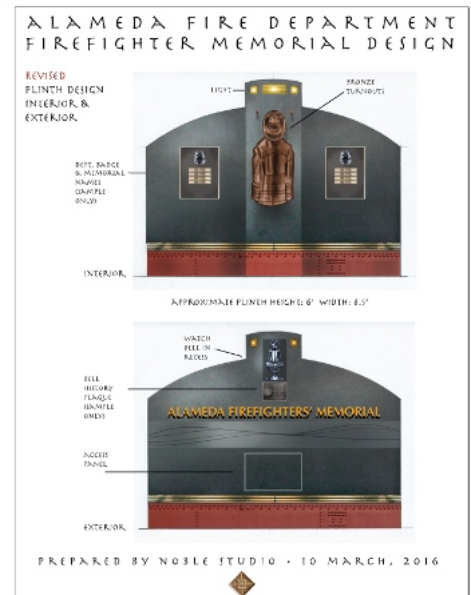 ALAMEDA FIRE DEPARTMENT
FIREFIGHTER MEMORIAL DESIGN
REVISED
PLINTH DESIGN
INTERIOR &
EXTERIOR
LIGHT
BRONZE
TURNOUTS
DEPT. BADGE
& MEMORIAL
NAMES
(SAMPLE
ONLY)
INTERIOR
APPROXIMATE PLINTH HEIGHT: 6' WIDTH: 8.5'
WATCH
BELL IN
RECESS
BELL
HISTORY
PLAQUE
(SAMPLE
ONLY)
ALAMEDA FIREFIGHTERS' MEMORIAL
ACCESS
PANEL
EXTERIOR
PREPARED BY NOBLE STUDIO · 10 MARCH, 2016